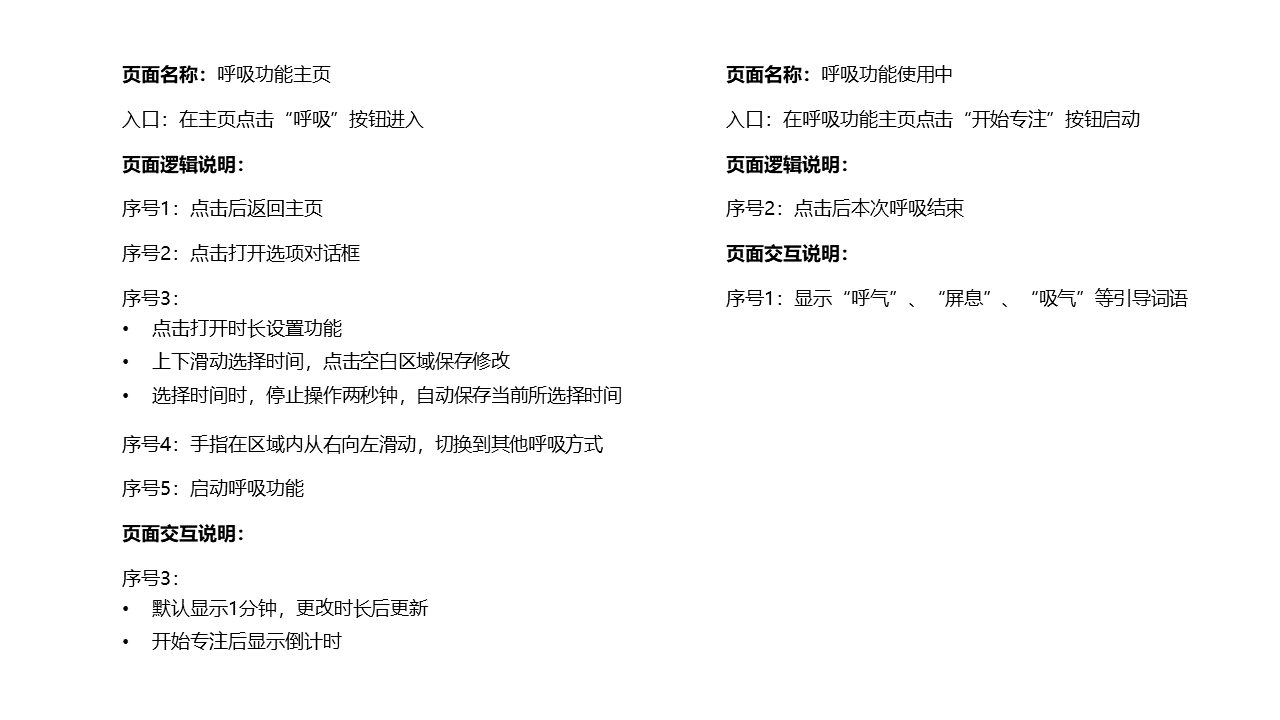 页面名称：呼吸功能主页
入口：在主页点击“呼吸”按钮进入
页面逻辑说明：
序号1：点击后返回主页
序号2：点击打开选项对话框
序号3：
• 点击打开时长设置功能
• 上下滑动选择时间，点击空白区域保存修改
• 选择时间时，停止操作两秒钟，自动保存当前所选择时间
序号4：手指在区域内从右向左滑动，切换到其他呼吸方式
序号5：启动呼吸功能
页面交互说明：
序号3：
• 默认显示1分钟，更改时长后更新
• 开始专注后显示倒计时
页面名称：呼吸功能使用中
入口：在呼吸功能主页点击“开始专注”按钮启动
页面逻辑说明：
序号2：点击后本次呼吸结束
页面交互说明：
序号1：显示“呼气”、“屏息”、“吸气”等引导词语